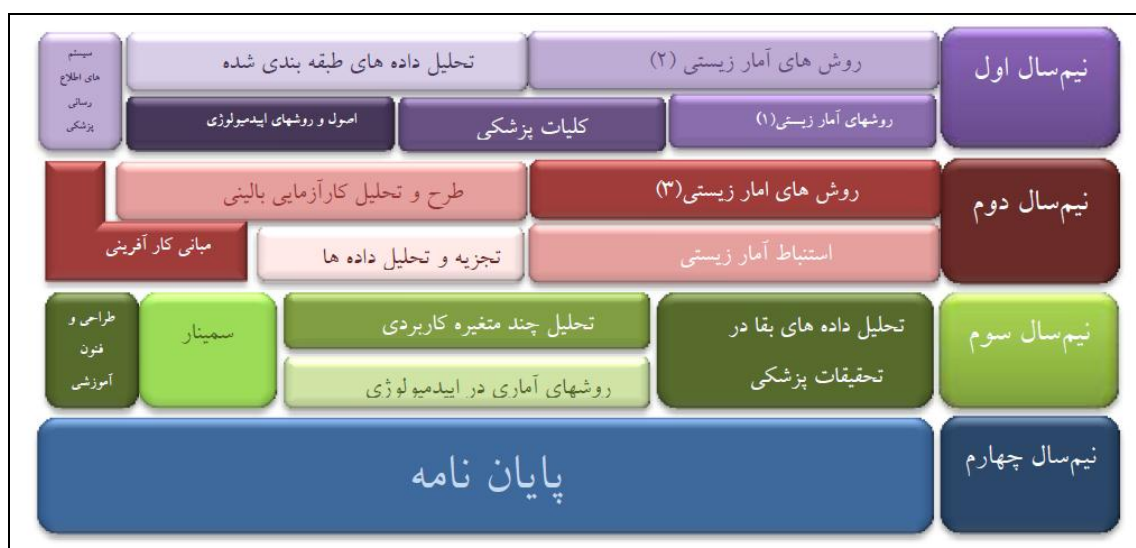 نیم‌سال اول
روش های آمار زیستی (۲)
تحلیل داده های طبقه بندی شده
سیستم
های اطلاع
رسانی
پزشکی
روشهای آمار زیستی(۱)
کلیات پزشکی
اصول و روشهای اپیدمیولوژی
نیم‌سال دوم
روش های امار زیستی(۳)
طرح و تحلیل کارآزمایی بالینی
مبانی کار آفرینی
استنباط آمار زیستی
تجزیه و تحلیل داده ها
نیم‌سال سوم
تحلیل داده های بقا در
تحقیقات پزشکی
تحلیل چند متغیره کاربردی
روشهای آماری در اپیدمولوژی
سمینار
طراحی و
فنون
آموزشی
نیم‌سال چهارم
پایان نامه